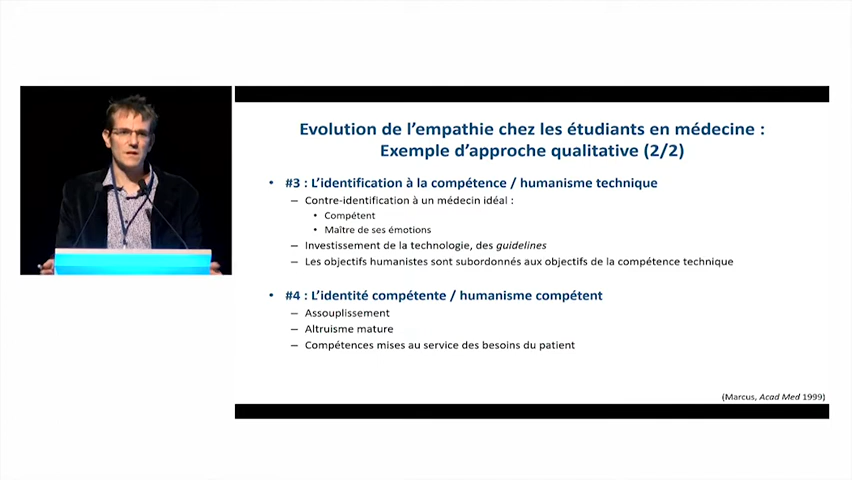 Evolution de l'empathie chez les étudiants en médecine :
Exemple d'approche qualitative (2/2)
• #3 : L'identification à la compétence / humanisme technique
– Contre-identification à un médecin idéal :
• Compétent
• Maître de ses émotions
– Investissement de la technologie, des guidelines
– Les objectifs humanistes sont subordonnés aux objectifs de la compétence technique
• #4 : L'identité compétente / humanisme compétent
– Assouplissement
– Altruisme mature
– Compétences mises au service des besoins du patient
(Marcus, Acad Med 1999)